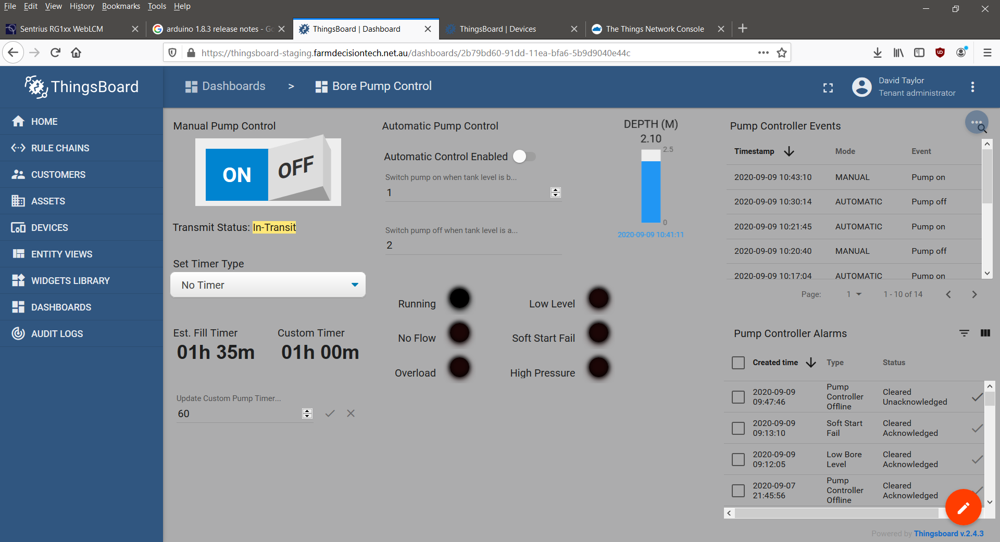 File Edit View History Bookmarks Tools Help
Sentrius RG1xx WebLCM
arduino 1.8.3 release notes - Go
ThingsBoard | Dashboard
ThingsBoard | Devices
The Things Network Console
https://thingsboard-staging.farmdecisiontech.net.au/dashboards/2b79bd60-91dd-11ea-bfa6-5b9d9040e44c
ThingsBoard
Dashboards > Bore Pump Control
David Taylor
Tenant administrator
HOME
RULE CHAINS
CUSTOMERS
ASSETS
DEVICES
ENTITY VIEWS
WIDGETS LIBRARY
DASHBOARDS
AUDIT LOGS
Manual Pump Control
ON OFF
Transmit Status: In-Transit
Set Timer Type
No Timer
Est. Fill Timer Custom Timer
01h 35m 01h 00m
Update Custom Pump Timer...
60
Automatic Pump Control
Automatic Control Enabled
Switch pump on when tank level is b...
1
Switch pump off when tank level is a...
2
Running Low Level
No Flow Soft Start Fail
Overload High Pressure
DEPTH (M)
2.10
2.5
0
2020-09-09 10:41:11
Pump Controller Events
Timestamp Mode Event
2020-09-09 10:43:10 MANUAL Pump on
2020-09-09 10:30:14 AUTOMATIC Pump off
2020-09-09 10:21:45 AUTOMATIC Pump on
2020-09-09 10:20:40 MANUAL Pump off
2020-09-09 10:17:04 AUTOMATIC Pump on
Page: 1 1 - 10 of 14
Pump Controller Alarms
Created time Type Status
2020-09-09 09:47:46 Pump Controller Offline Cleared Unacknowledged
2020-09-09 09:13:10 Soft Start Fail Cleared Acknowledged
2020-09-09 09:12:05 Low Bore Level Cleared Acknowledged
2020-09-07 21:45:56 Pump Controller Offline Cleared Acknowledged
Powered by Thingsboard v.2.4.3